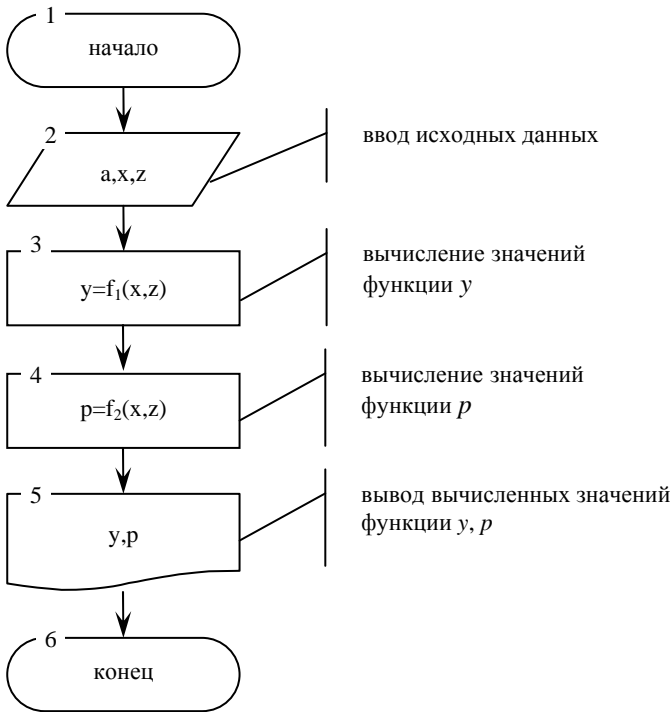 1
начало
2
a,x,z
ввод исходных данных
3
y=f₁(x,z)
вычисление значений
функции y
4
p=f₂(x,z)
вычисление значений
функции p
5
y,p
вывод вычисленных значений
функции y, p
6
конец